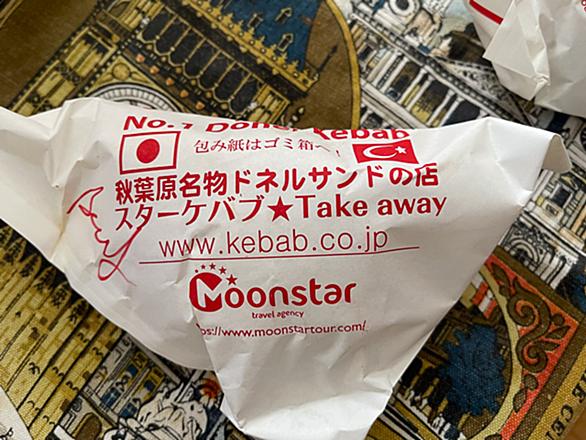 No.1 Doner Kebab
包み紙はゴミ箱へ!
秋葉原名物ドネルサンドの店
スターケバブ★Take away
www.kebab.co.jp
Moonstar
travel agency
ps://www.moonstartour.com/